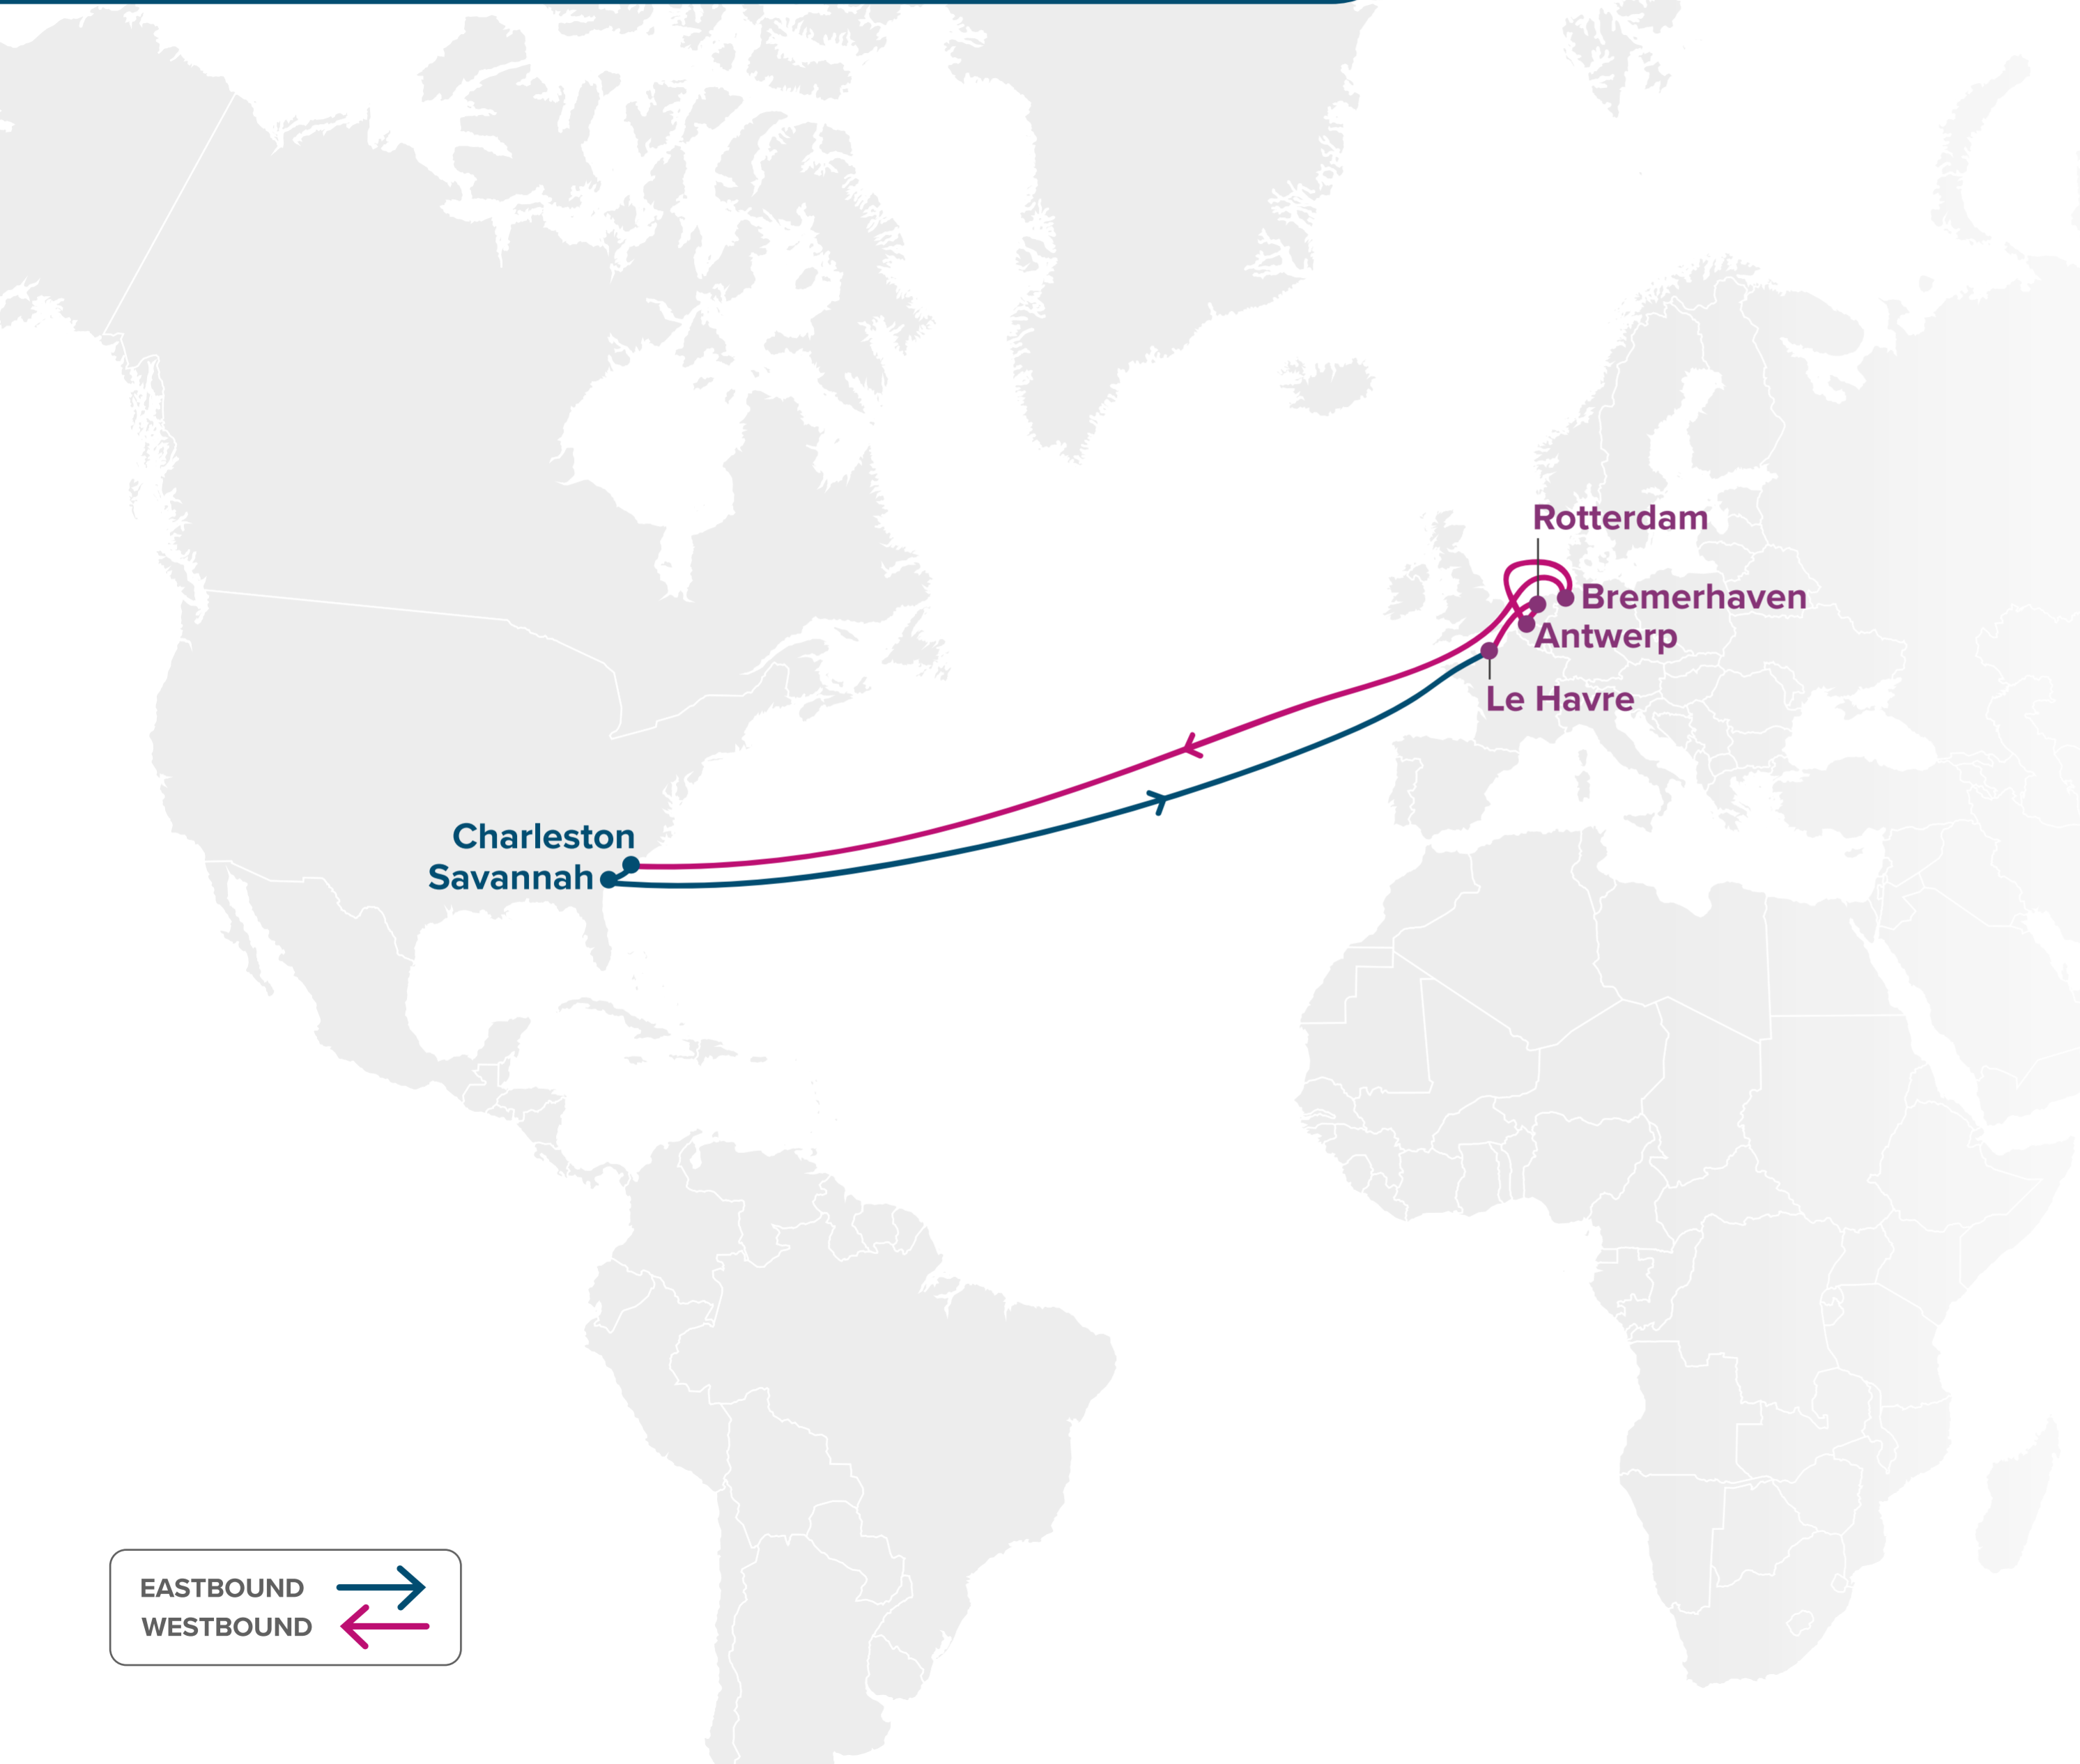 Rotterdam
Bremerhaven
Antwerp
Le Havre
Charleston
Savannah
EASTBOUND
WESTBOUND